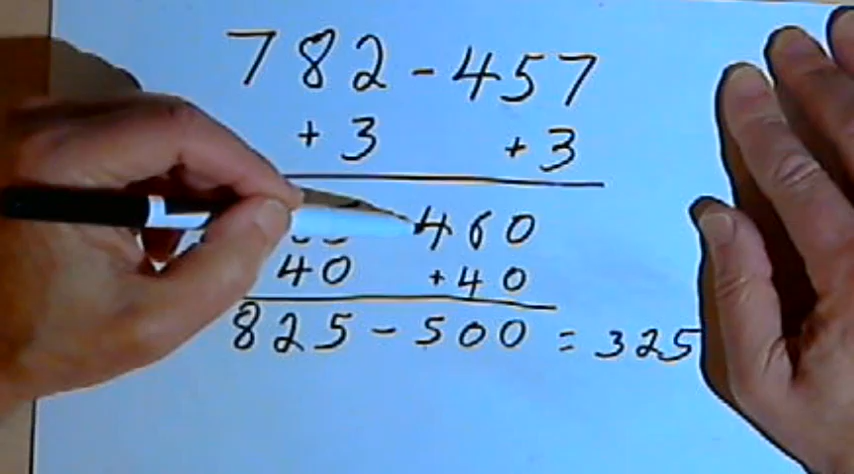 782 - 457
+ 3 + 3
460
40 + 40
825 - 500 = 325